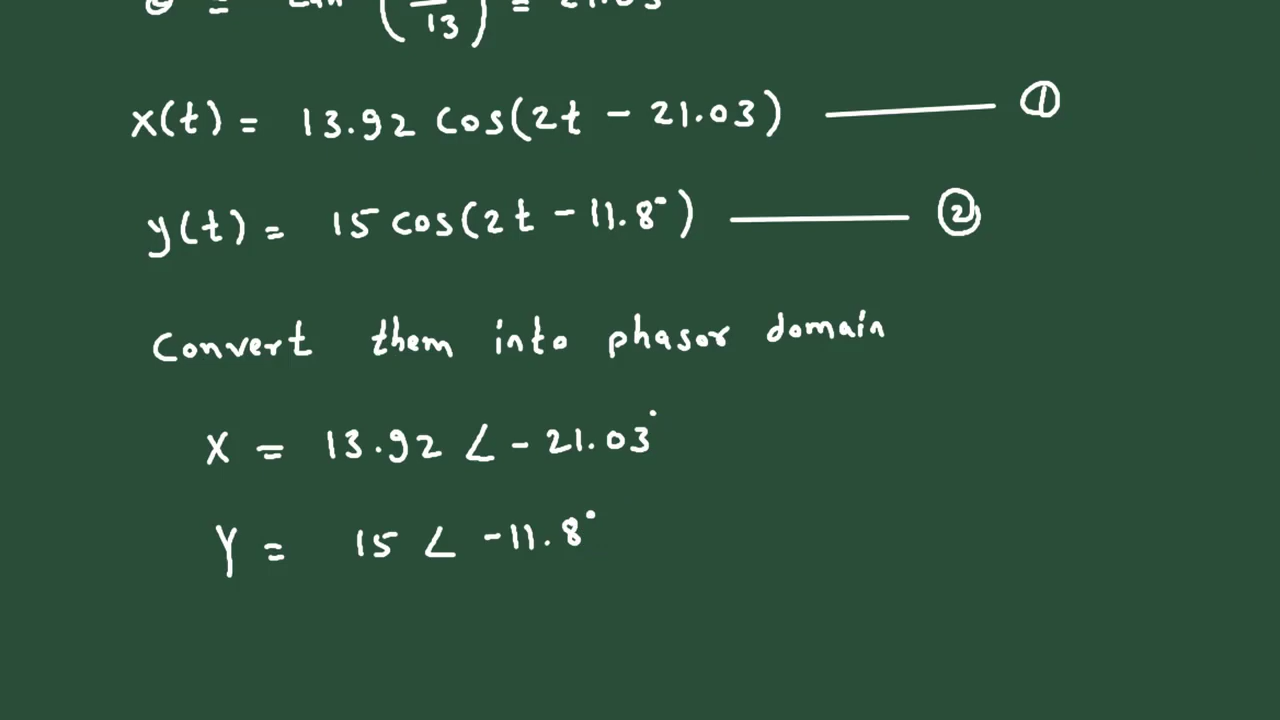 13 ) =
x(t) = 13.92 cos(2t - 21.03) ——— ①
y(t) = 15 cos(2t - 11.8°) ——— ②
Convert them into phasor domain
X = 13.92 ∠ - 21.03°
Y = 15 ∠ -11.8°